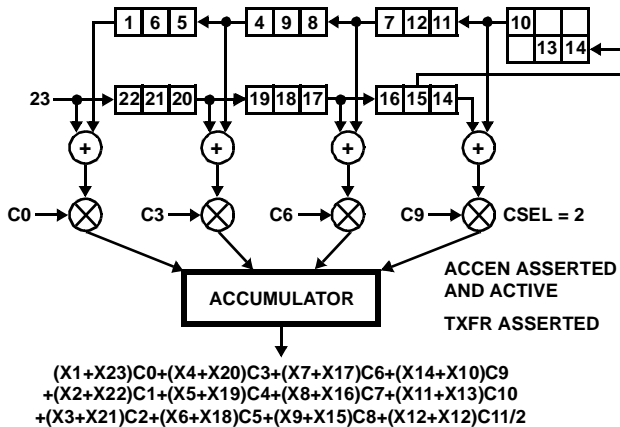 1 6 5 4 9 8 7 12 11 10
13 14
23 22 21 20 19 18 17 16 15 14
+ + + +
C0 C3 C6 C9 CSEL = 2
ACCEN ASSERTED
AND ACTIVE
ACCUMULATOR
TXFR ASSERTED
(X1+X23)C0+(X4+X20)C3+(X7+X17)C6+(X14+X10)C9
+(X2+X22)C1+(X5+X19)C4+(X8+X16)C7+(X11+X13)C10
+(X3+X21)C2+(X6+X18)C5+(X9+X15)C8+(X12+X12)C11/2